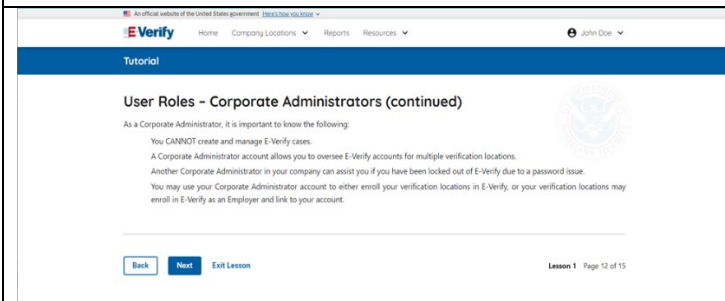 An official website of the United States government Here's how you know
E-Verify Home Company Locations Reports Resources John Doe
Tutorial
User Roles – Corporate Administrators (continued)
As a Corporate Administrator, it is important to know the following:
You CANNOT create and manage E-Verify cases.
A Corporate Administrator account allows you to oversee E-Verify accounts for multiple verification locations.
Another Corporate Administrator in your company can assist you if you have been locked out of E-Verify due to a password issue.
You may use your Corporate Administrator account to either enroll your verification locations in E-Verify, or your verification locations may
enroll in E-Verify as an Employer and link to your account.
Back Next Exit Lesson Lesson 1 Page 12 of 15